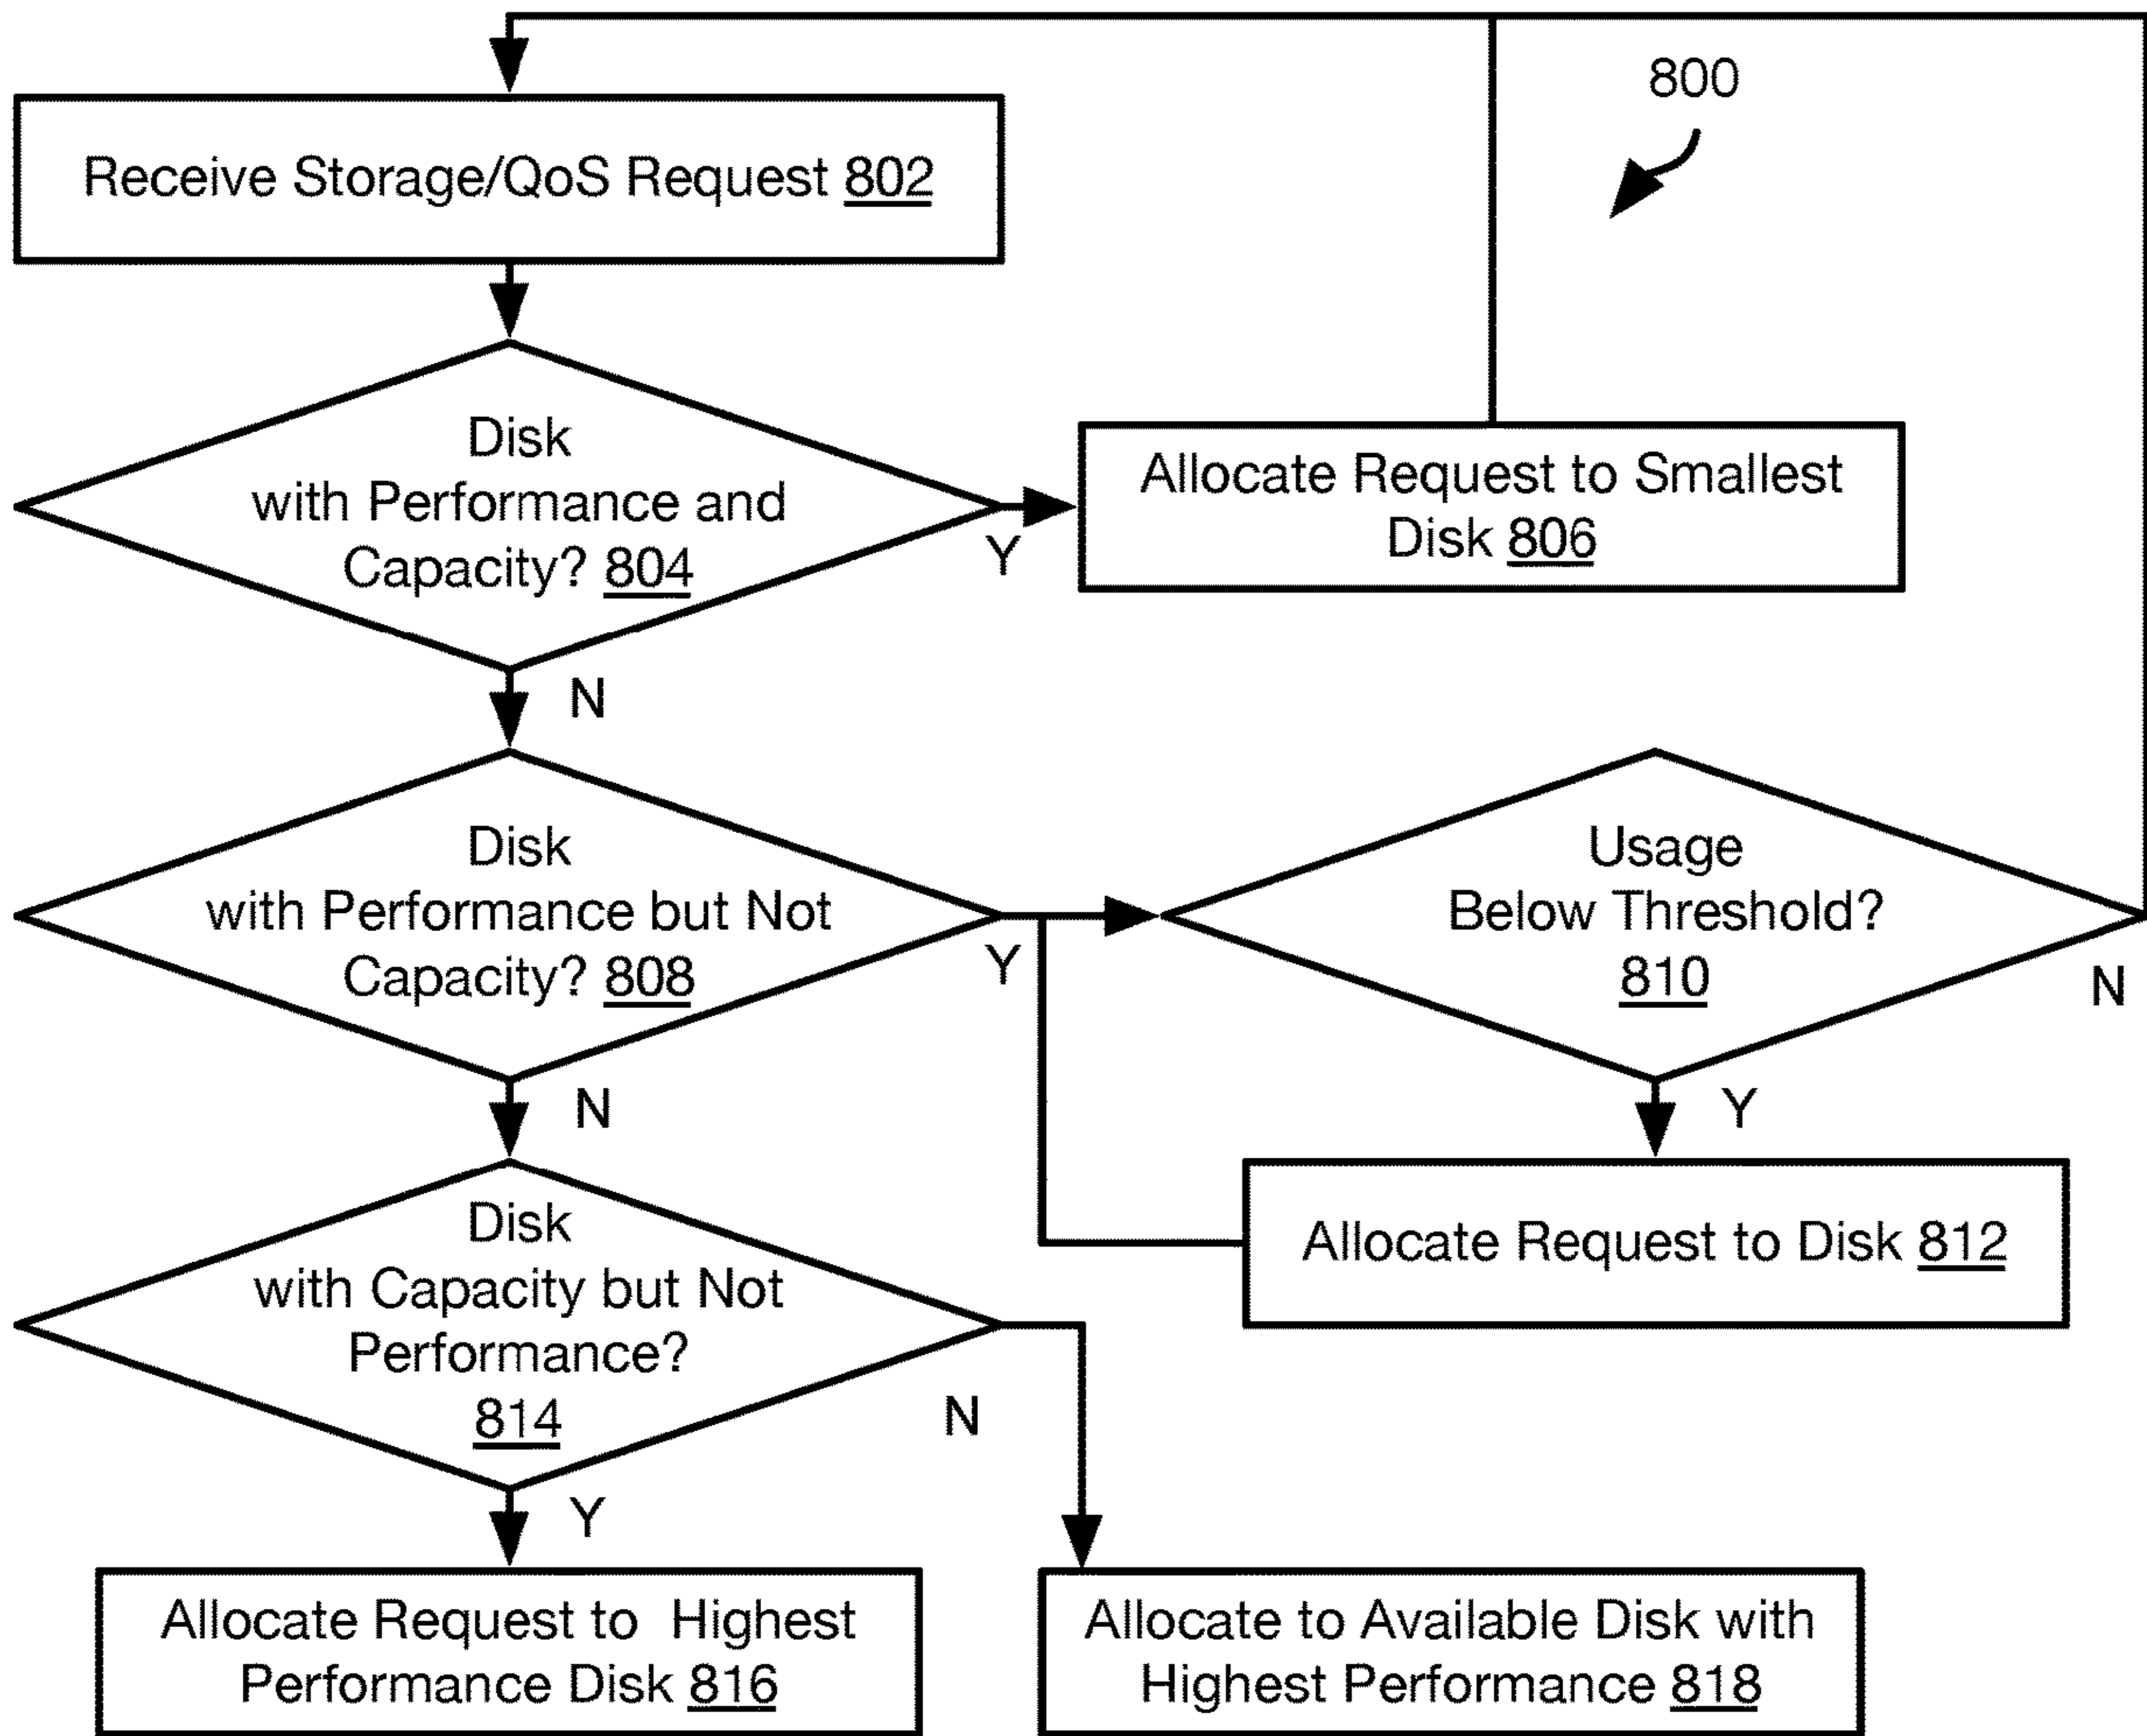 800
Receive Storage/QoS Request 802
Disk
with Performance and
Capacity? 804
Y
Allocate Request to Smallest
Disk 806
N
Disk
with Performance but Not
Capacity? 808
Y
Usage
Below Threshold?
810
N
N
Y
Allocate Request to Disk 812
Disk
with Capacity but Not
Performance?
814
N
Y
Allocate Request to Highest
Performance Disk 816
Allocate to Available Disk with
Highest Performance 818